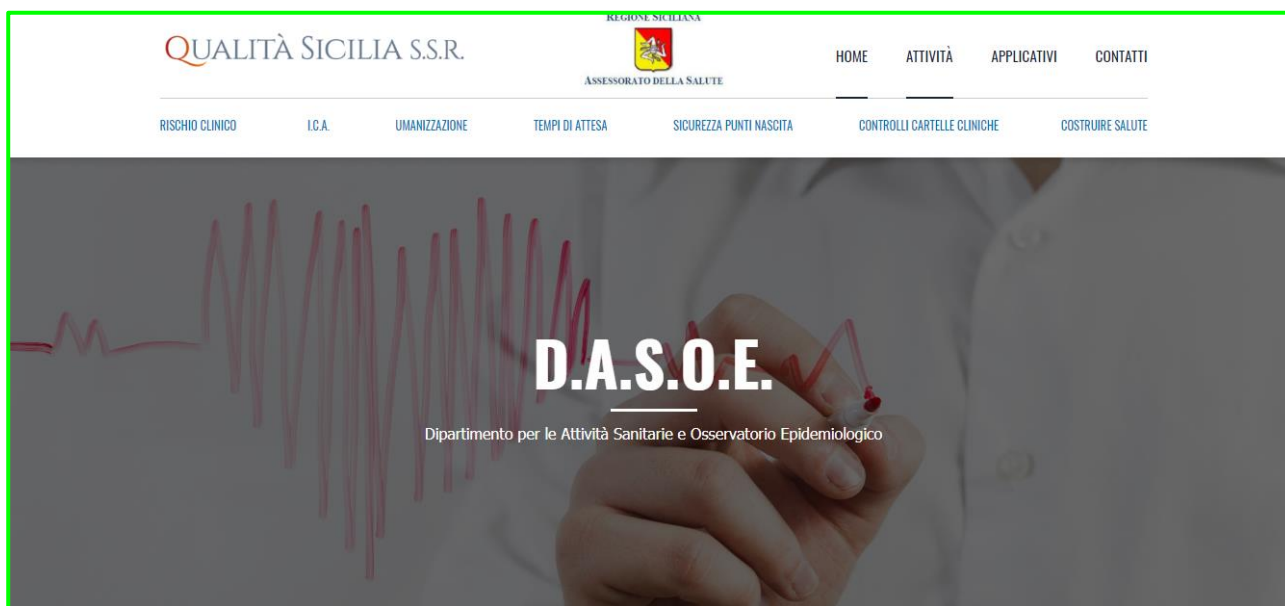 REGIONE SICILIANA
QUALITÀ SICILIA S.S.R.
ASSESSORATO DELLA SALUTE
HOME ATTIVITÀ APPLICATIVI CONTATTI
RISCHIO CLINICO I.C.A. UMANIZZAZIONE TEMPI DI ATTESA SICUREZZA PUNTI NASCITA CONTROLLI CARTELLE CLINICHE COSTRUIRE SALUTE
D.A.S.O.E.
Dipartimento per le Attività Sanitarie e Osservatorio Epidemiologico